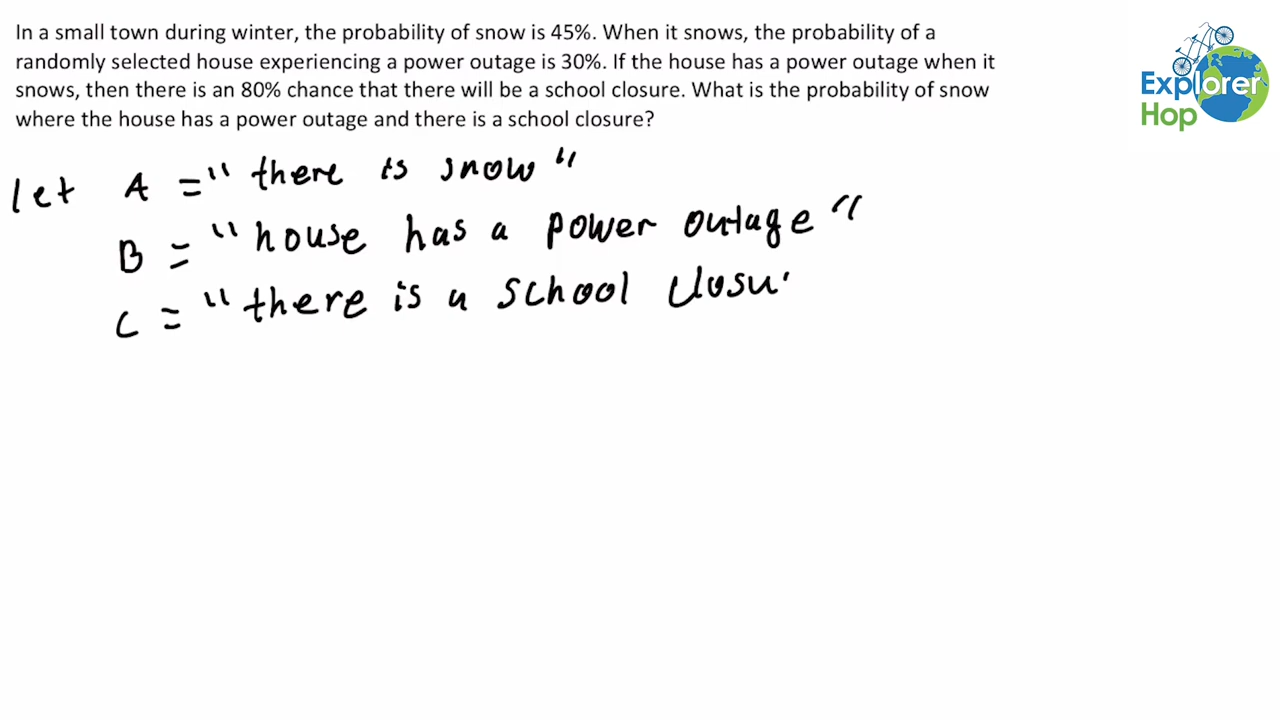 In a small town during winter, the probability of snow is 45%. When it snows, the probability of a
randomly selected house experiencing a power outage is 30%. If the house has a power outage when it
snows, then there is an 80% chance that there will be a school closure. What is the probability of snow
where the house has a power outage and there is a school closure?
Explorer
Hop
let A = "there is snow"
B = "house has a power outage"
C = "there is a school closu